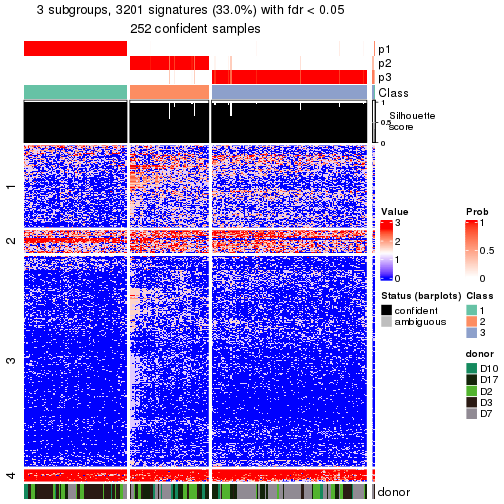 3 subgroups, 3201 signatures (33.0%) with fdr < 0.05
252 confident samples
p1
p2
p3
Class
1
0.5
0
Silhouette
score
1
2
3
4
donor
Value
3
2
1
0
Prob
1
0.5
0
Status (barplots)
confident
ambiguous
Class
1
2
3
donor
D10
D17
D2
D3
D7